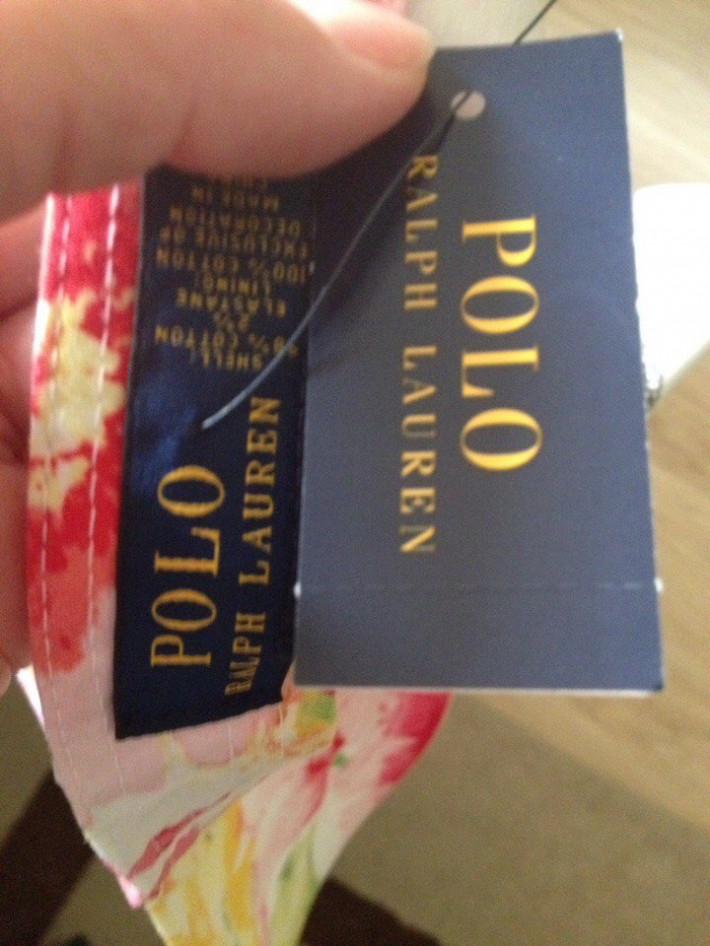 POLO
RALPH LAUREN
POLO
RALPH LAUREN
SHELL/
98% COTTON
2%
ELASTANE
LINING/
100% COTTON
EXCLUSIVE OF
DECORATION
MADE IN